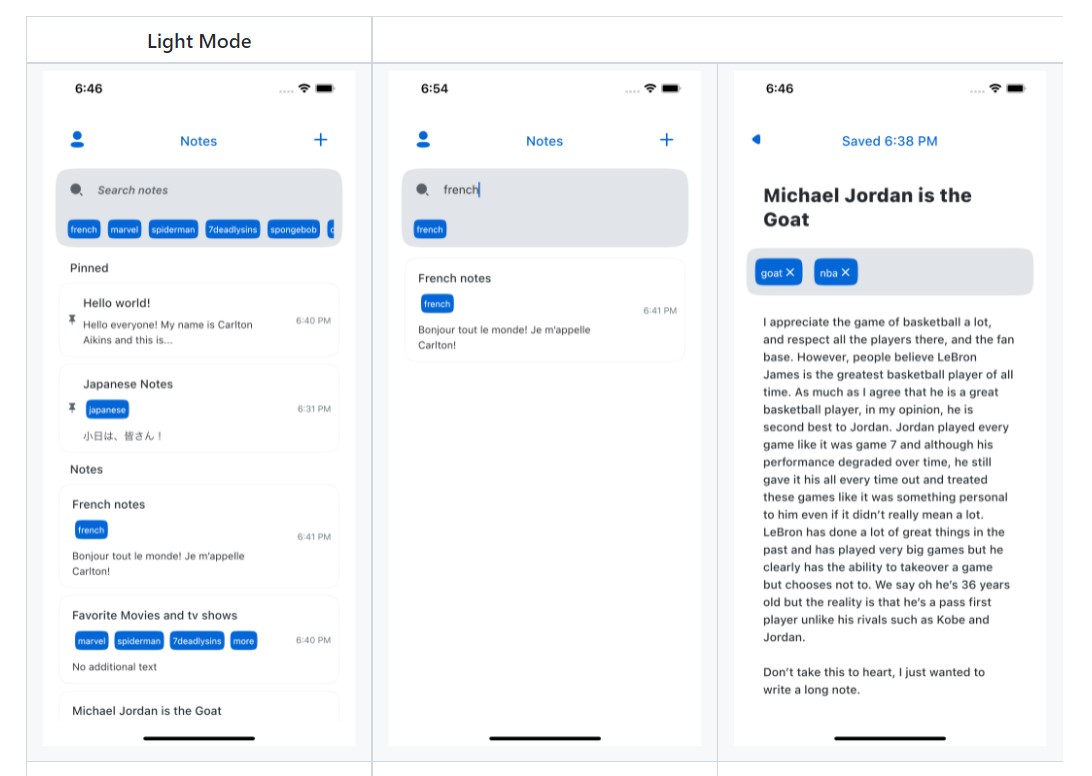 Light Mode
6:46
Notes
Search notes
french marvel spiderman 7deadlysins spongebob
Pinned
Hello world!
Hello everyone! My name is Carlton
Aikins and this is...
6:40 PM
Japanese Notes
japanese
6:31 PM
小日は、皆さん！
Notes
French notes
french
6:41 PM
Bonjour tout le monde! Je m'appelle
Carlton!
Favorite Movies and tv shows
marvel spiderman 7deadlysins more
6:40 PM
No additional text
Michael Jordan is the Goat
6:54
Notes
french
french
French notes
french
6:41 PM
Bonjour tout le monde! Je m'appelle
Carlton!
6:46
Saved 6:38 PM
Michael Jordan is the
Goat
goat X nba X
I appreciate the game of basketball a lot,
and respect all the players there, and the fan
base. However, people believe LeBron
James is the greatest basketball player of all
time. As much as I agree that he is a great
basketball player, in my opinion, he is
second best to Jordan. Jordan played every
game like it was game 7 and although his
performance degraded over time, he still
gave it his all every time out and treated
these games like it was something personal
to him even if it didn't really mean a lot.
LeBron has done a lot of great things in the
past and has played very big games but he
clearly has the ability to takeover a game
but chooses not to. We say oh he's 36 years
old but the reality is that he's a pass first
player unlike his rivals such as Kobe and
Jordan.
Don't take this to heart, I just wanted to
write a long note.